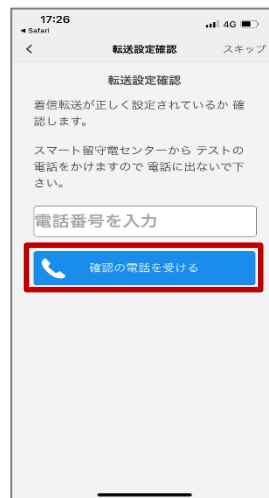 17:26
4G
◀ Safari
< 転送設定確認 スキップ
転送設定確認
着信転送が正しく設定されているか 確
認します。
スマート留守電センターから テストの
電話をかけますので 電話に出ないで下
さい。
電話番号を入力
確認の電話を受ける